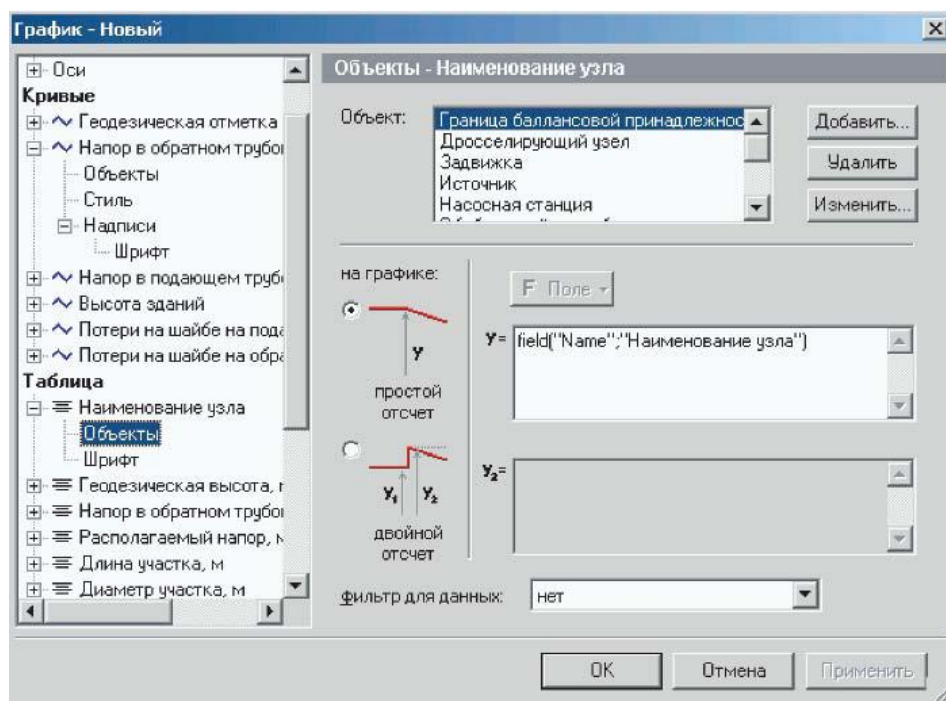 График - Новый
Оси
Кривые
Геодезическая отметка
Напор в обратном трубо
Объекты
Стиль
Надписи
Шрифт
Напор в подающем труб
Высота зданий
Потери на шайбе на пода
Потери на шайбе на обра
Таблица
Наименование узла
Объекты
Шрифт
Геодезическая высота,
Напор в обратном трубо
Располагаемый напор, м
Длина участка, м
Диаметр участка, м
Объекты - Наименование узла
Объект:
Граница баллансовой принадлежнос
Дросселирующий узел
Задвижка
Источник
Насосная станция
Добавить...
Удалить
Изменить...
на графике:
Y
простой
отсчет
Y1 Y2
двойной
отсчет
F Поле
Y= field("Name";"Наименование узла")
Y2=
фильтр для данных: нет
OK Отмена Применить